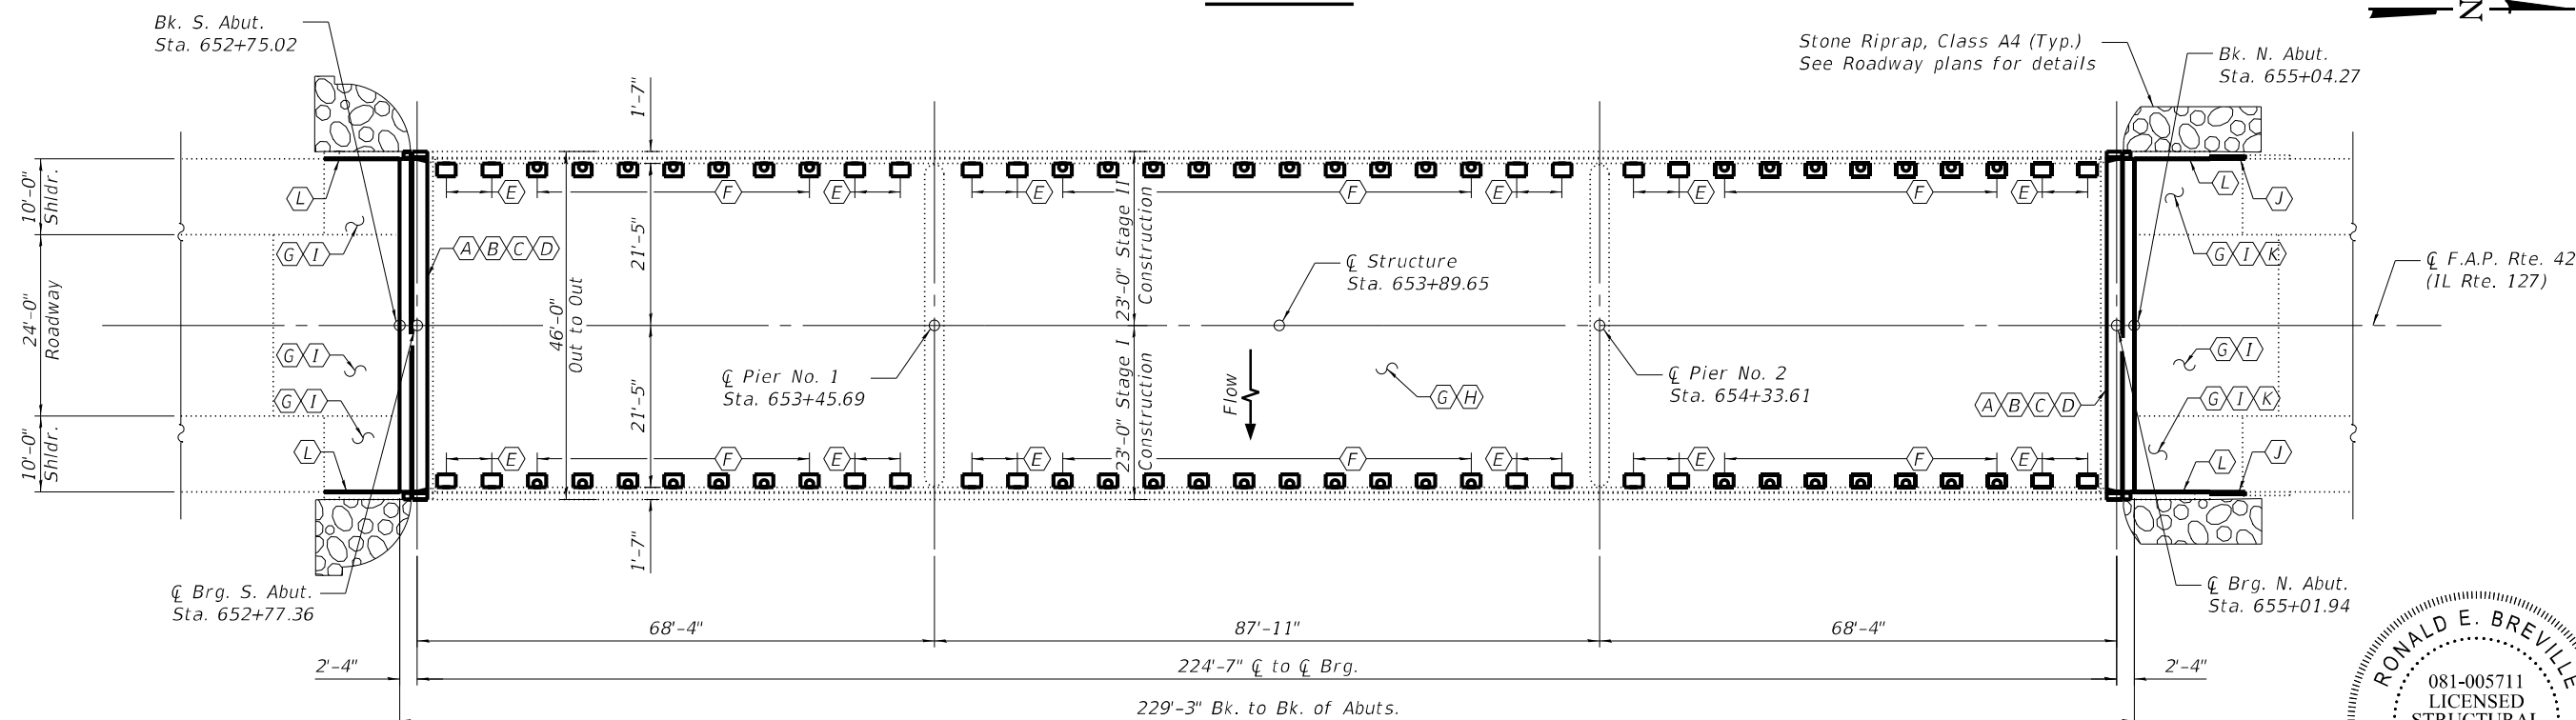 Bk. S. Abut.
Sta. 652+75.02
N
Stone Riprap, Class A4 (Typ.)
See Roadway plans for details
Bk. N. Abut.
Sta. 655+04.27
1'-7"
10'-0"
Shldr.
24'-0"
Roadway
10'-0"
Shldr.
L
G I
A B C D
G I
G I
L
E
F
E
E
F
E
E
F
E
L
J
G I K
21'-5"
46'-0"
Out to Out
21'-5"
1'-7"
23'-0" Stage II
Construction
23'-0" Stage I
Construction
℄ Structure
Sta. 653+89.65
℄ F.A.P. Rte. 42
(IL Rte. 127)
℄ Pier No. 1
Sta. 653+45.69
Flow
G H
℄ Pier No. 2
Sta. 654+33.61
G I
A B C D
G I K
E
F
E
E
F
E
E
F
E
L
J
℄ Brg. S. Abut.
Sta. 652+77.36
℄ Brg. N. Abut.
Sta. 655+01.94
68'-4"
87'-11"
68'-4"
2'-4"
224'-7" ℄ to ℄ Brg.
2'-4"
229'-3" Bk. to Bk. of Abuts.
RONALD E. BREVILLE
081-005711
LICENSED
STRUCTURAL